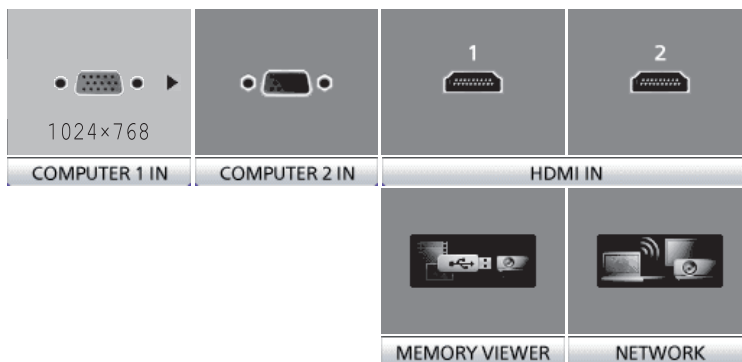 1 2
1024×768
COMPUTER 1 IN COMPUTER 2 IN HDMI IN
MEMORY VIEWER NETWORK